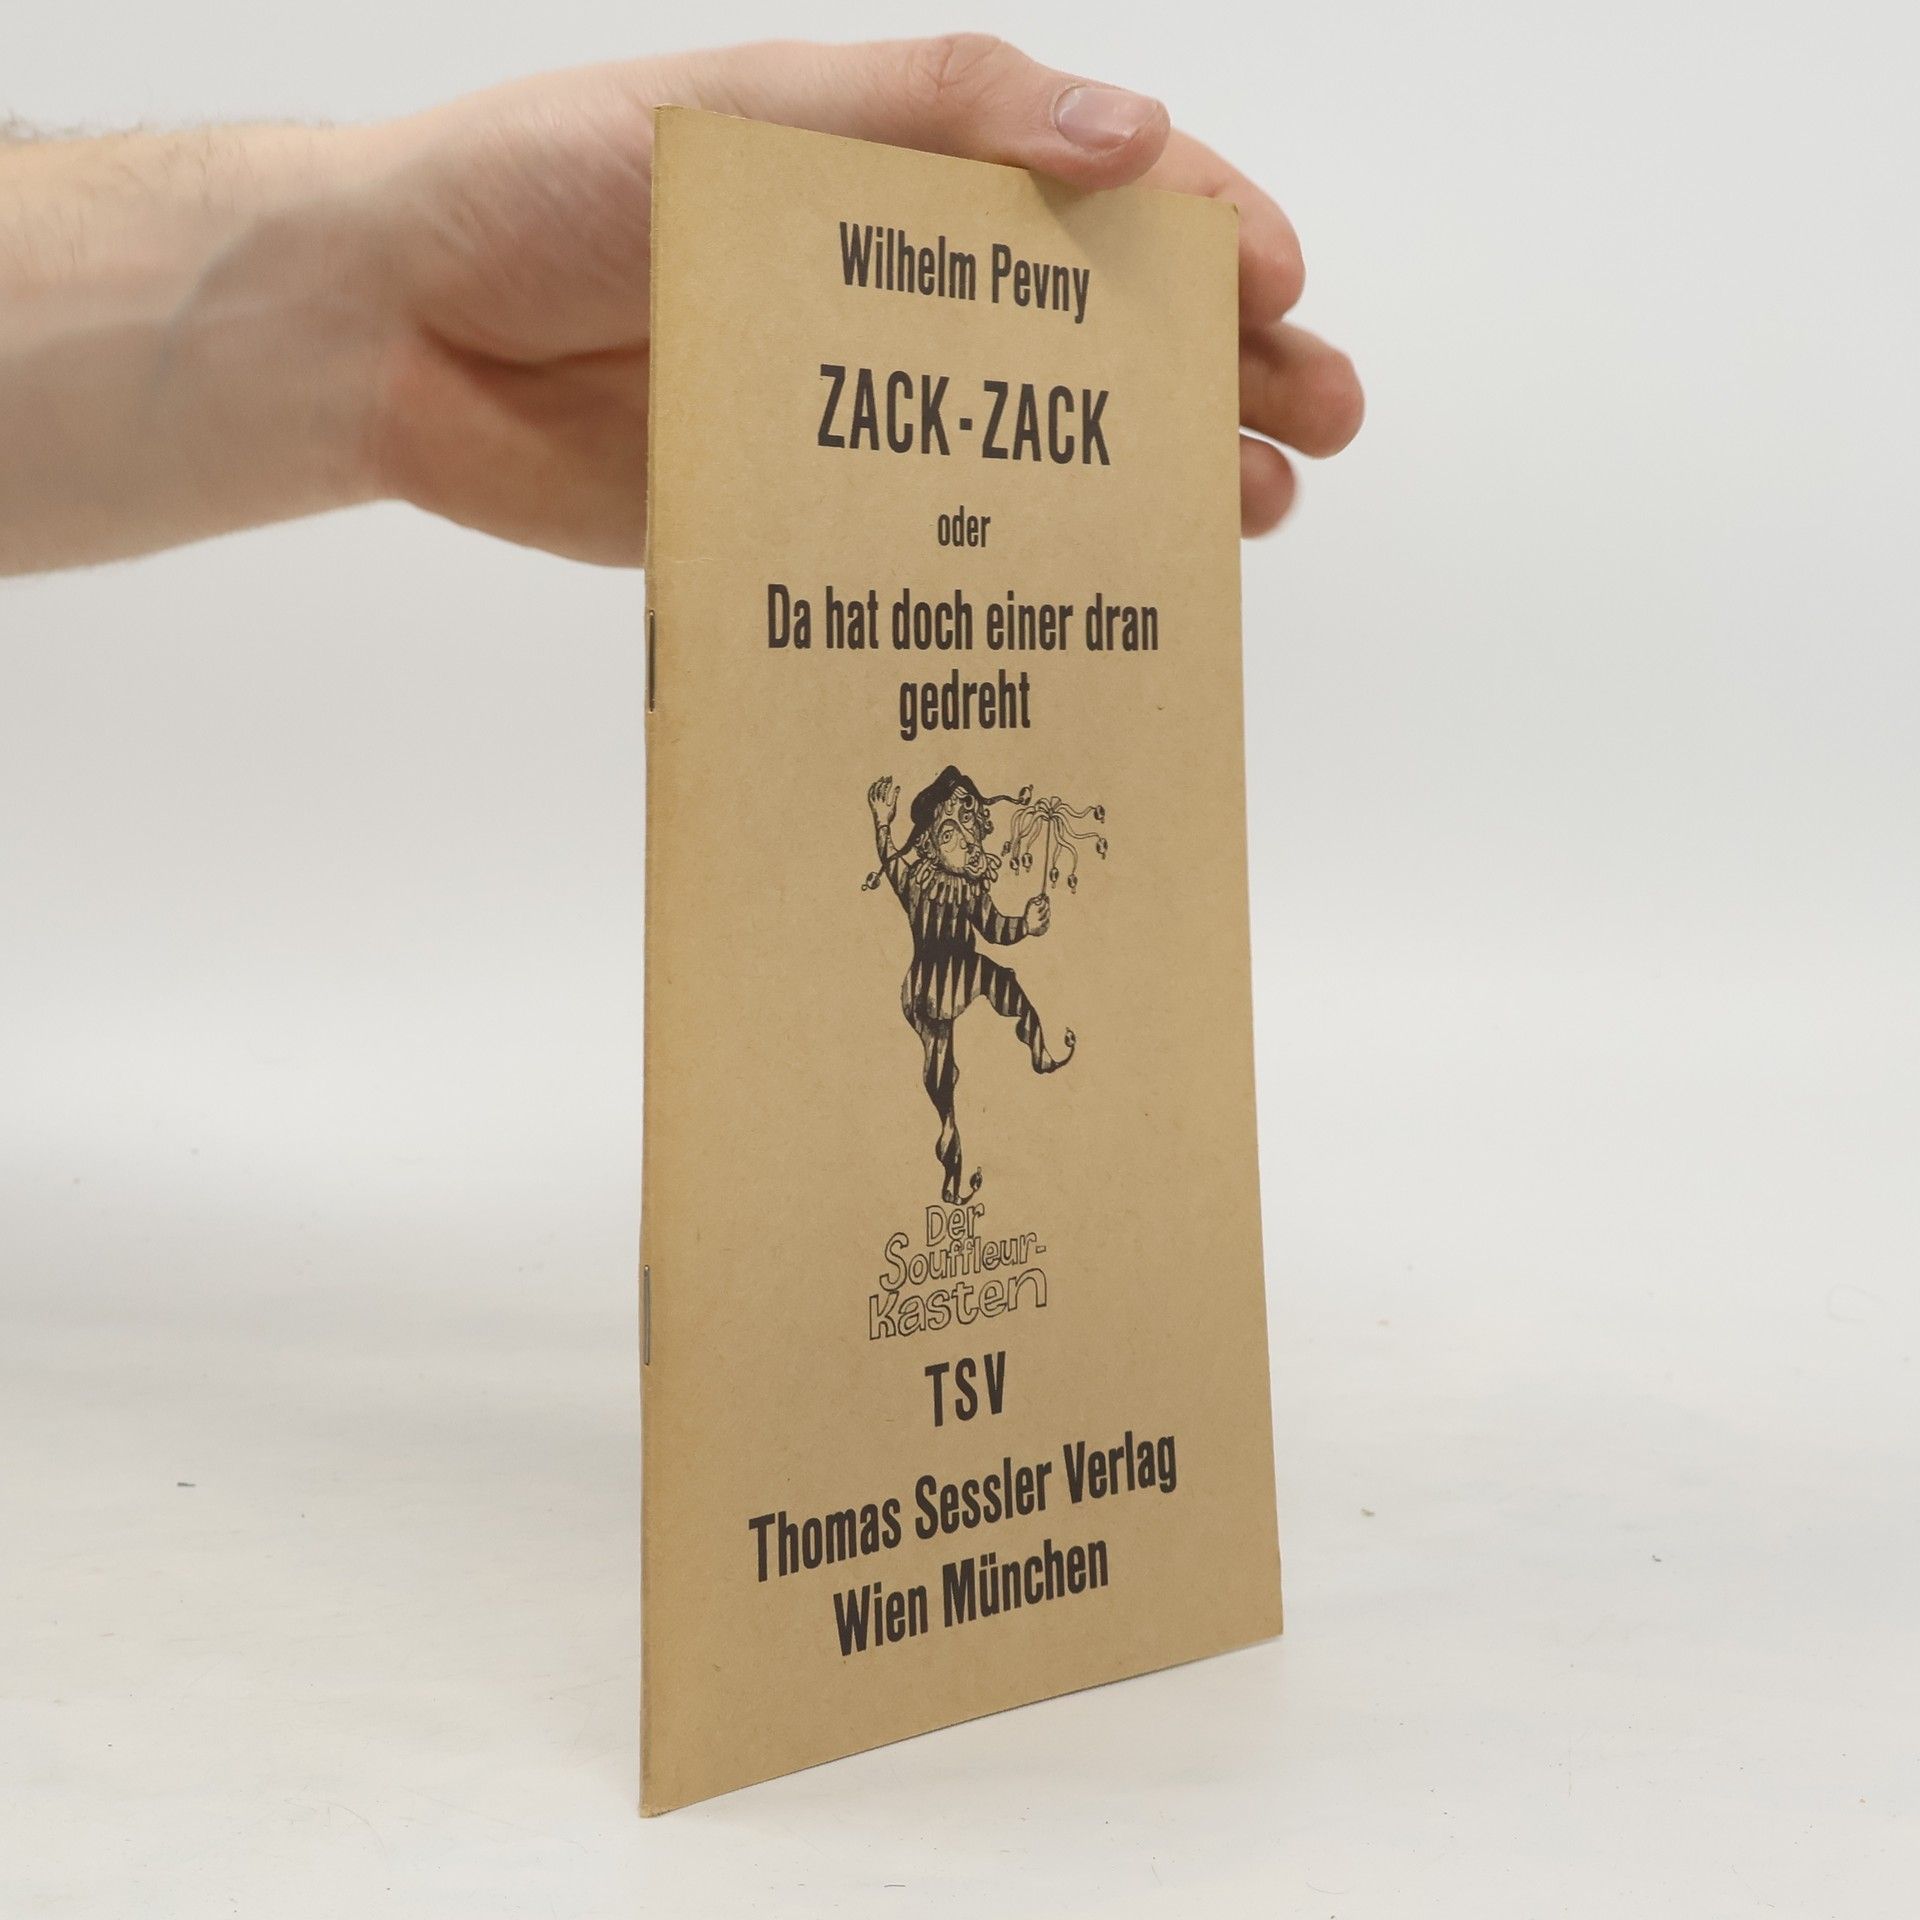 Wilhelm Pevny
ZACK-ZACK
oder
Da hat doch einer dran
gedreht
Der
Souffleur-
Kasten
TSV
Thomas Sessler Verlag
Wien München